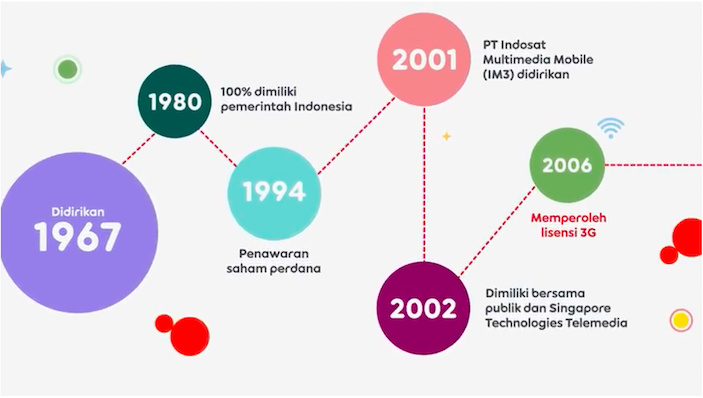 Didirikan
1967
1980
100% dimiliki
pemerintah Indonesia
1994
Penawaran
saham perdana
2001
PT Indosat
Multimedia Mobile
(IM3) didirikan
2002
Dimiliki bersama
publik dan Singapore
Technologies Telemedia
2006
Memperoleh
lisensi 3G